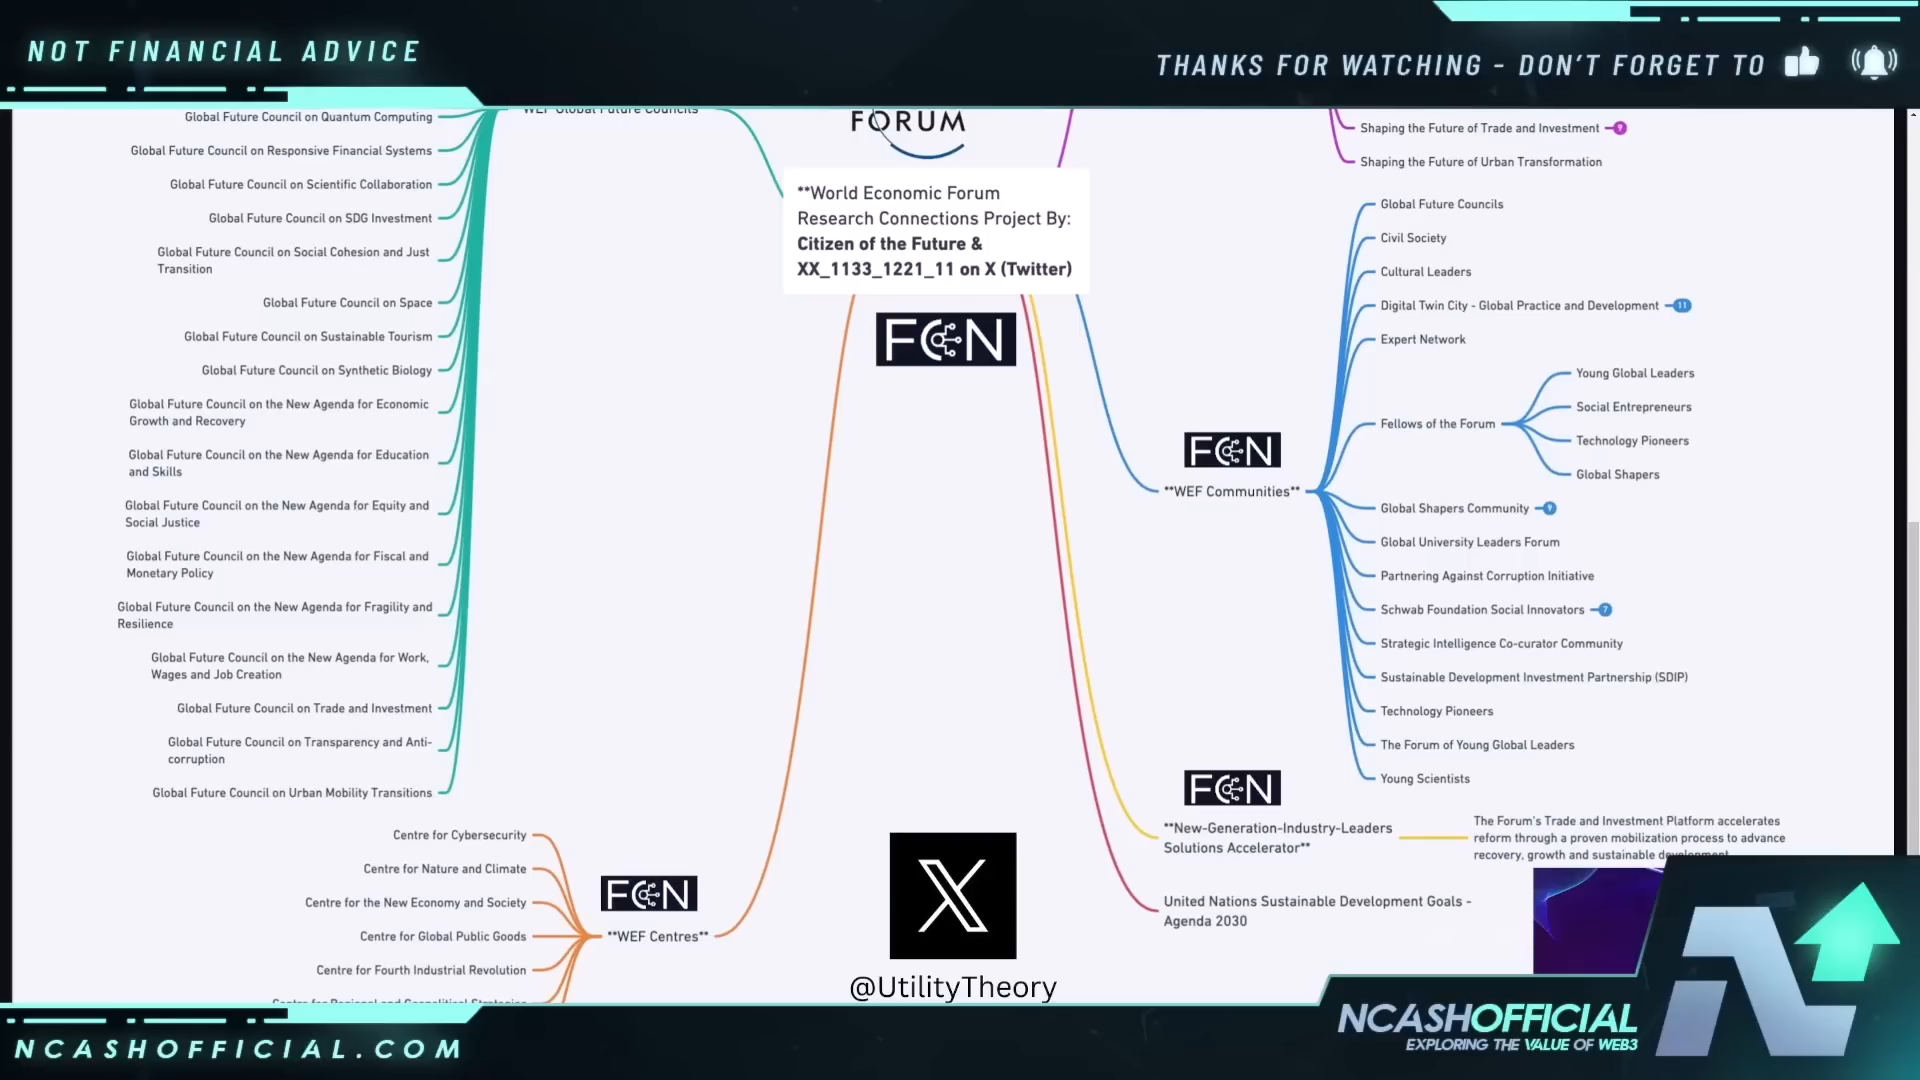 NOT FINANCIAL ADVICE
THANKS FOR WATCHING - DON'T FORGET TO
WEF Global Future Councils
Global Future Council on Quantum Computing
Global Future Council on Responsive Financial Systems
Global Future Council on Scientific Collaboration
Global Future Council on SDG Investment
Global Future Council on Social Cohesion and Just
Transition
Global Future Council on Space
Global Future Council on Sustainable Tourism
Global Future Council on Synthetic Biology
Global Future Council on the New Agenda for Economic
Growth and Recovery
Global Future Council on the New Agenda for Education
and Skills
Global Future Council on the New Agenda for Equity and
Social Justice
Global Future Council on the New Agenda for Fiscal and
Monetary Policy
Global Future Council on the New Agenda for Fragility and
Resilience
Global Future Council on the New Agenda for Work,
Wages and Job Creation
Global Future Council on Trade and Investment
Global Future Council on Transparency and Anti-
corruption
Global Future Council on Urban Mobility Transitions
Centre for Cybersecurity
Centre for Nature and Climate
Centre for the New Economy and Society
Centre for Global Public Goods
Centre for Fourth Industrial Revolution
Centre for Regional and Geopolitical Strategies
FCN
**WEF Centres**
FORUM
**World Economic Forum
Research Connections Project By:
Citizen of the Future &
XX_1133_1221_11 on X (Twitter)
FCN
X
@UtilityTheory
Shaping the Future of Trade and Investment 9
Shaping the Future of Urban Transformation
FCN
**WEF Communities**
Global Future Councils
Civil Society
Cultural Leaders
Digital Twin City - Global Practice and Development 11
Expert Network
Fellows of the Forum
Young Global Leaders
Social Entrepreneurs
Technology Pioneers
Global Shapers
Global Shapers Community 9
Global University Leaders Forum
Partnering Against Corruption Initiative
Schwab Foundation Social Innovators 7
Strategic Intelligence Co-curator Community
Sustainable Development Investment Partnership (SDIP)
Technology Pioneers
The Forum of Young Global Leaders
Young Scientists
FCN
**New-Generation-Industry-Leaders
Solutions Accelerator**
The Forum's Trade and Investment Platform accelerates
reform through a proven mobilization process to advance
recovery, growth and sustainable development
United Nations Sustainable Development Goals -
Agenda 2030
NCASHOFFICIAL.COM
NCASHOFFICIAL
EXPLORING THE VALUE OF WEB3